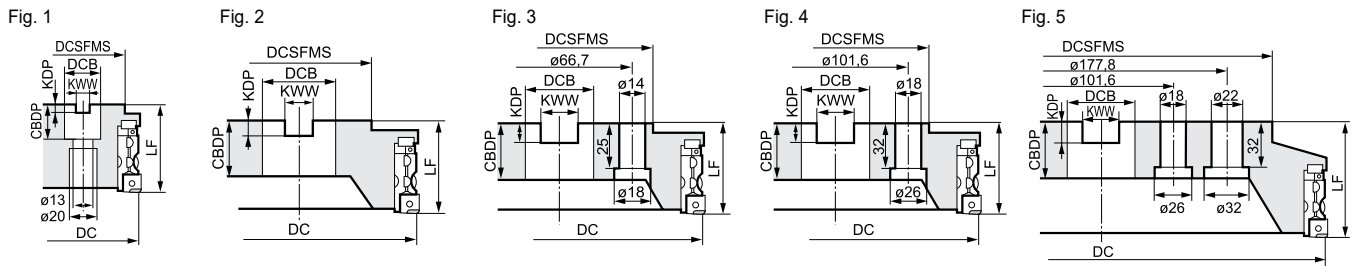 Fig. 1
DCSFMS
DCB
KWW
KDP
CBDP
LF
ø13
ø20
DC
Fig. 2
DCSFMS
DCB
KWW
KDP
CBDP
LF
DC
Fig. 3
DCSFMS
ø66,7
DCB
ø14
KWW
KDP
CBDP
25
LF
ø18
DC
Fig. 4
DCSFMS
ø101,6
DCB
ø18
KWW
KDP
CBDP
32
LF
ø26
DC
Fig. 5
DCSFMS
ø177,8
ø101,6
DCB
ø18
ø22
KWW
KDP
CBDP
32
LF
ø26
ø32
DC